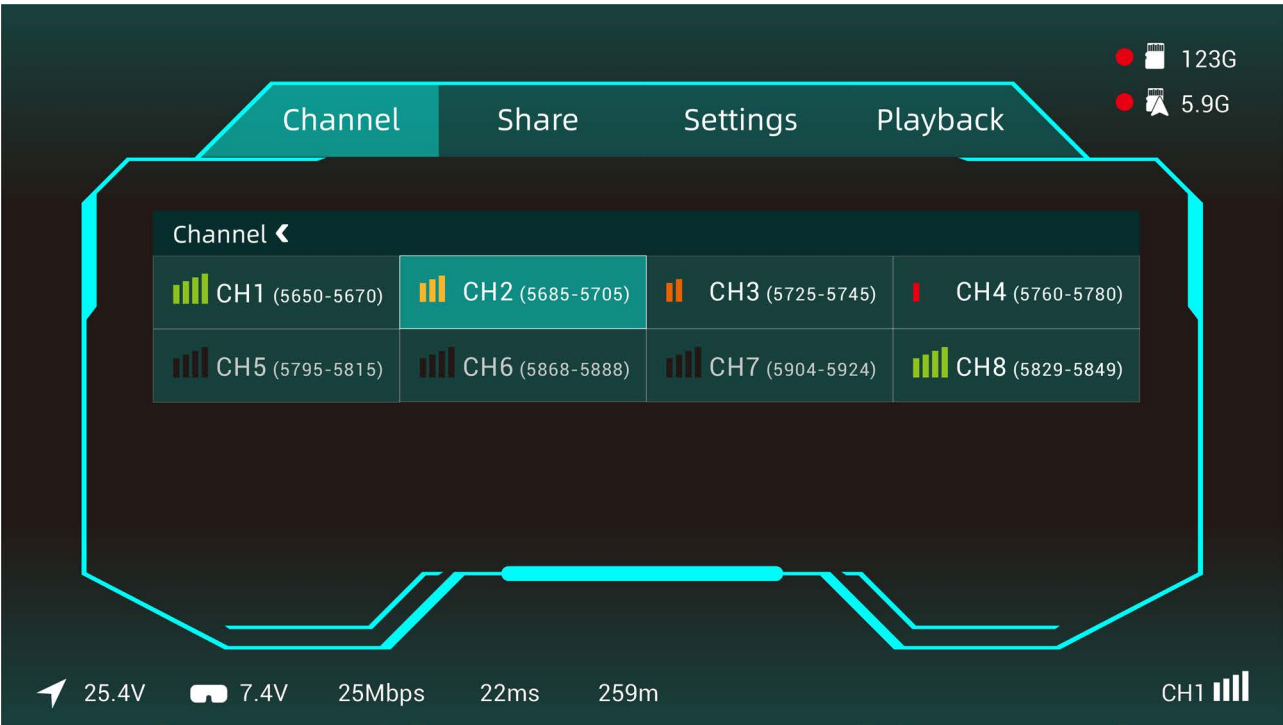 123G
5.9G
Channel Share Settings Playback
Channel
CH1 (5650-5670) CH2 (5685-5705) CH3 (5725-5745) CH4 (5760-5780)
CH5 (5795-5815) CH6 (5868-5888) CH7 (5904-5924) CH8 (5829-5849)
25.4V 7.4V 25Mbps 22ms 259m CH1